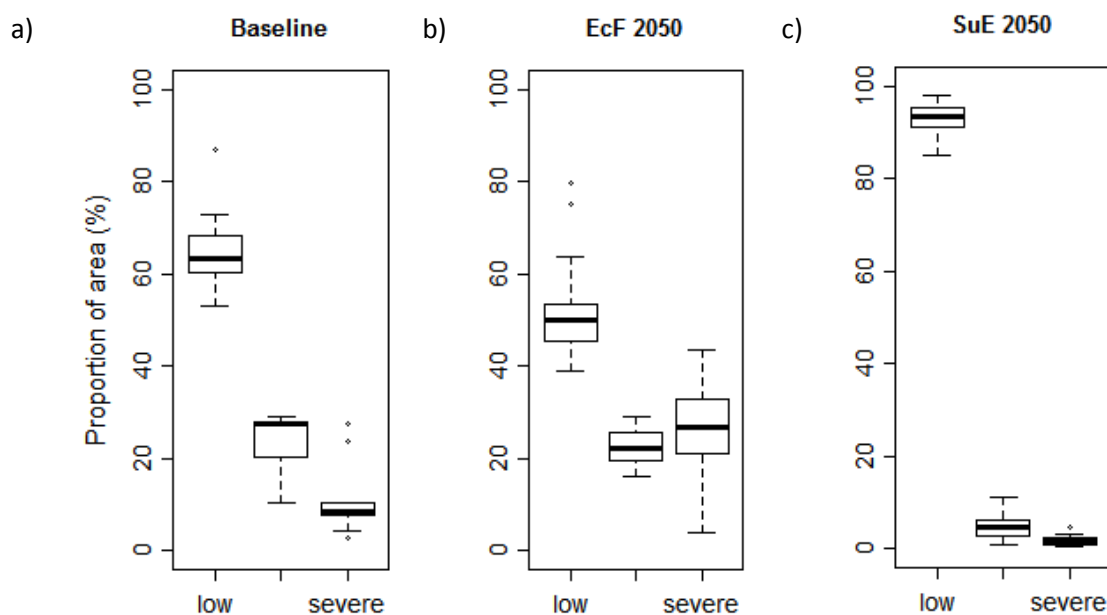 a) Baseline b) EcF 2050 c) SuE 2050
Proportion of area (%)
100 100 100
80 80 80
60 60 60
40 40 40
20 20 20
0 0 0
low severe low severe low severe